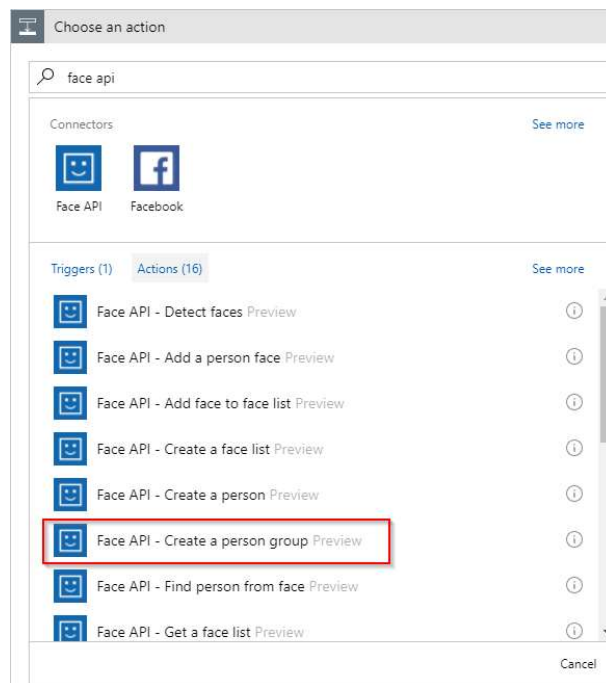 Choose an action
face api
Connectors See more
Face API Facebook
Triggers (1) Actions (16) See more
Face API - Detect faces Preview
Face API - Add a person face Preview
Face API - Add face to face list Preview
Face API - Create a face list Preview
Face API - Create a person Preview
Face API - Create a person group Preview
Face API - Find person from face Preview
Face API - Get a face list Preview
Cancel